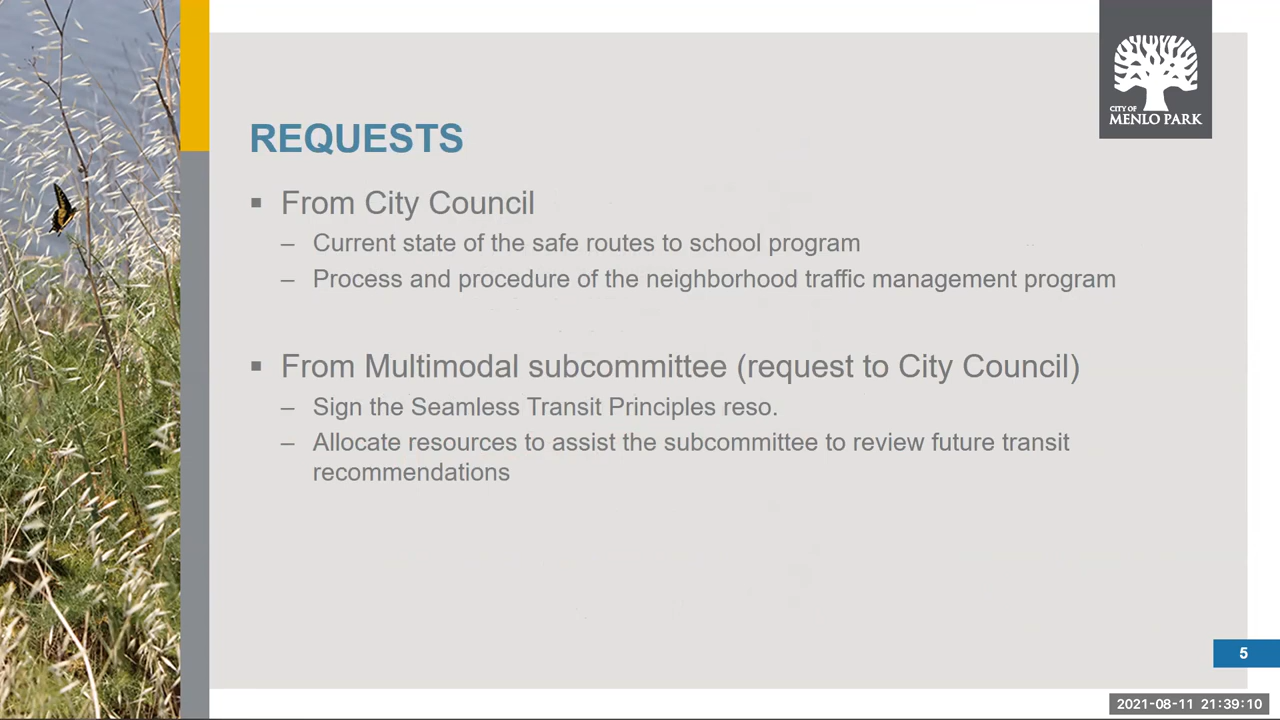 CITY OF
MENLO PARK
REQUESTS
▪ From City Council
– Current state of the safe routes to school program
– Process and procedure of the neighborhood traffic management program
▪ From Multimodal subcommittee (request to City Council)
– Sign the Seamless Transit Principles reso.
– Allocate resources to assist the subcommittee to review future transit
recommendations
5
2021-08-11 21:39:10